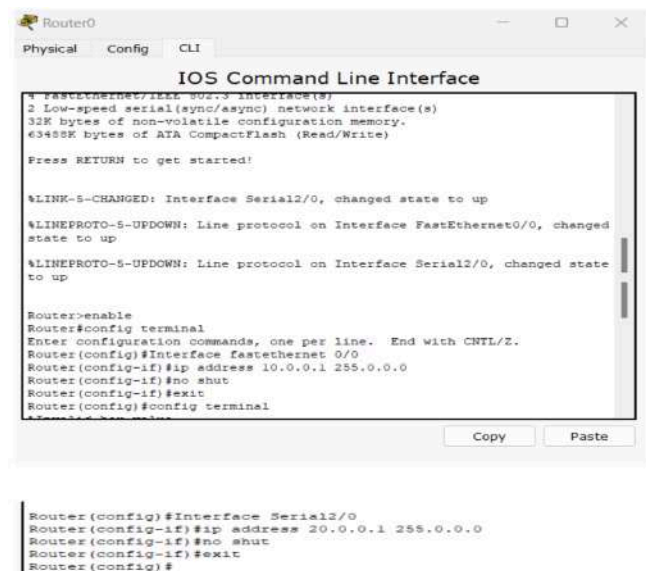 Router0
Physical Config CLI
IOS Command Line Interface
4 FastEthernet/IEEE 802.3 interface(s)
2 Low-speed serial(sync/async) network interface(s)
32K bytes of non-volatile configuration memory.
63488K bytes of ATA CompactFlash (Read/Write)
Press RETURN to get started!
%LINK-5-CHANGED: Interface Serial2/0, changed state to up
%LINEPROTO-5-UPDOWN: Line protocol on Interface FastEthernet0/0, changed
state to up
%LINEPROTO-5-UPDOWN: Line protocol on Interface Serial2/0, changed state
to up
Router>enable
Router#config terminal
Enter configuration commands, one per line. End with CNTL/Z.
Router(config)#Interface fastethernet 0/0
Router(config-if)#ip address 10.0.0.1 255.0.0.0
Router(config-if)#no shut
Router(config-if)#exit
Router(config)#config terminal
Copy Paste
Router(config)#Interface Serial2/0
Router(config-if)#ip address 20.0.0.1 255.0.0.0
Router(config-if)#no shut
Router(config-if)#exit
Router(config)#